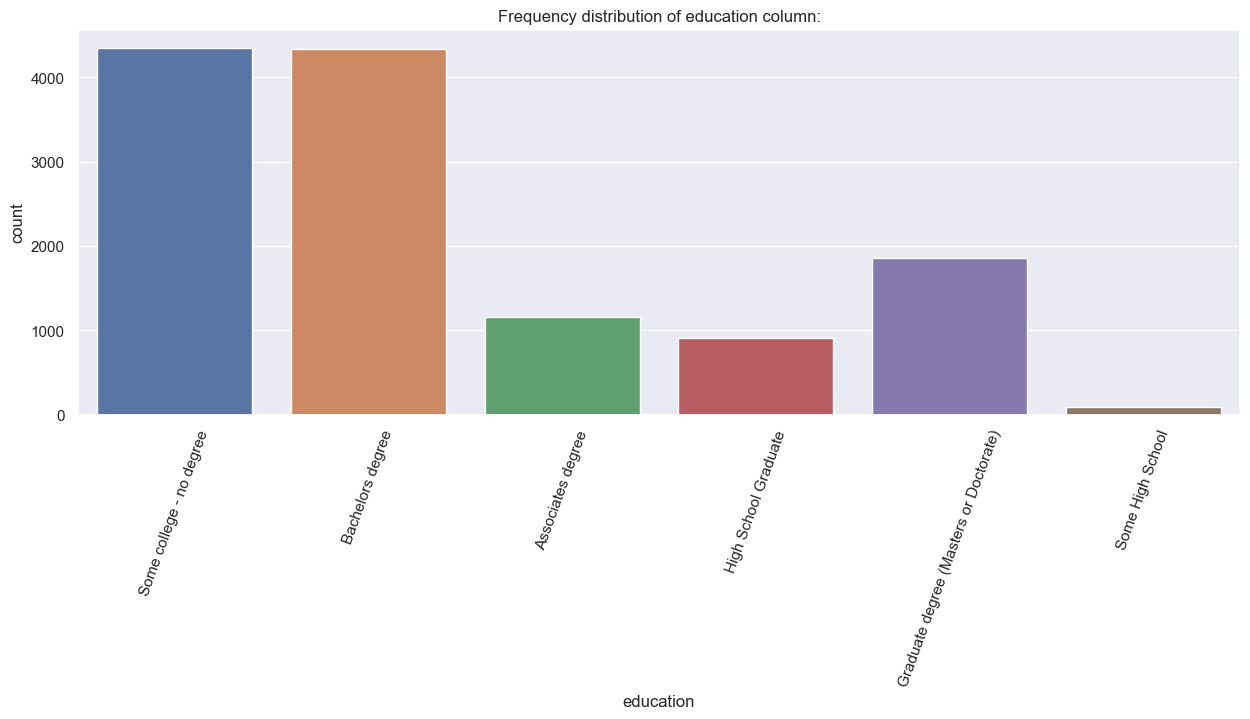 Frequency distribution of education column:
4000
3000
2000
1000
0
count
Some college - no degree
Bachelors degree
Associates degree
High School Graduate
Graduate degree (Masters or Doctorate)
Some High School
education